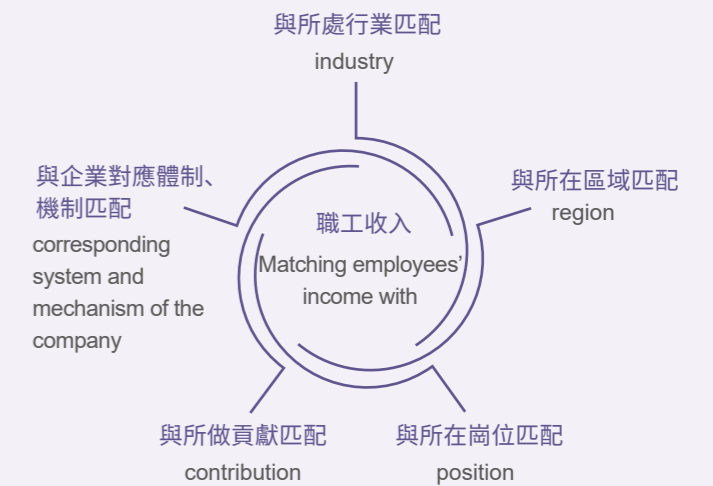 與所處行業匹配
industry
與企業對應體制、
機制匹配
corresponding
system and
mechanism of the
company
與所在區域匹配
region
職工收入
Matching employees'
income with
與所做貢獻匹配
contribution
與所在崗位匹配
position